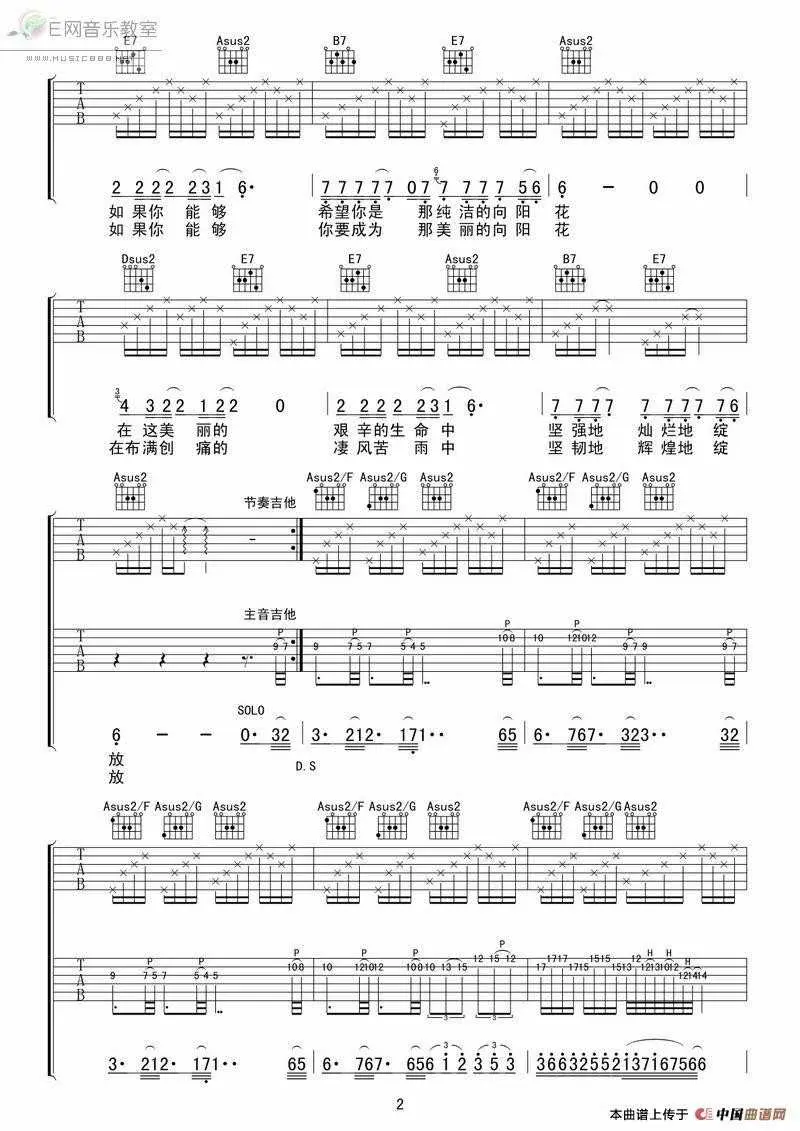 E网音乐教室
WWW.MUSIC888.NET
E7 Asus2 B7 E7 Asus2
T A B
2 2 2 2 2 2 3 1 6· 7 7 7 7 7 0 7 7 7 7 7 5 6 6 — 0 0
如果你能够 希望你是 那纯洁的向阳花
如果你能够 你要成为 那美丽的向阳花
Dsus2 E7 E7 Asus2 B7 E7
T A B
4 3 2 2 1 2 2 0 2 2 2 2 2 3 1 6· 7 7 7 7 7 7 7 7 6
在这美丽的 艰辛的生命中 坚强地 灿烂地绽
在布满创痛的 凄风苦雨中 坚韧地 辉煌地绽
Asus2 节奏吉他 Asus2/F Asus2/G Asus2 Asus2/F Asus2/G Asus2
T A B
主音吉他
T A B
P P P P P P P
9 7 9 7 5 7 5 4 5 10 8 10 12 10 12 9 7 9 9 7
SOLO
6 — — 0· 3 2 3· 2 1 2· 1 7 1·· 6 5 6· 7 6 7· 3 2 3·· 3 2
放
放
D.S
Asus2/F Asus2/G Asus2 Asus2/F Asus2/G Asus2 Asus2/F Asus2/G Asus2
T A B
T A B
P P P P P P H H H
9 7 5 7 5 4 5 10 8 10 12 10 12 10 8 10 13 15 12 15 12 17 17 17 15 15 15 13 12 13 10 12 12 14 14
3 3
3· 2 1 2· 1 7 1·· 6 5 6· 7 6 7· 6 5 6 6 1 2 3 5 3 3 6 6 3 2 5 5 2 1 3 7 1 6 7 5 6 6
3 3
2
本曲谱上传于 中国曲谱网